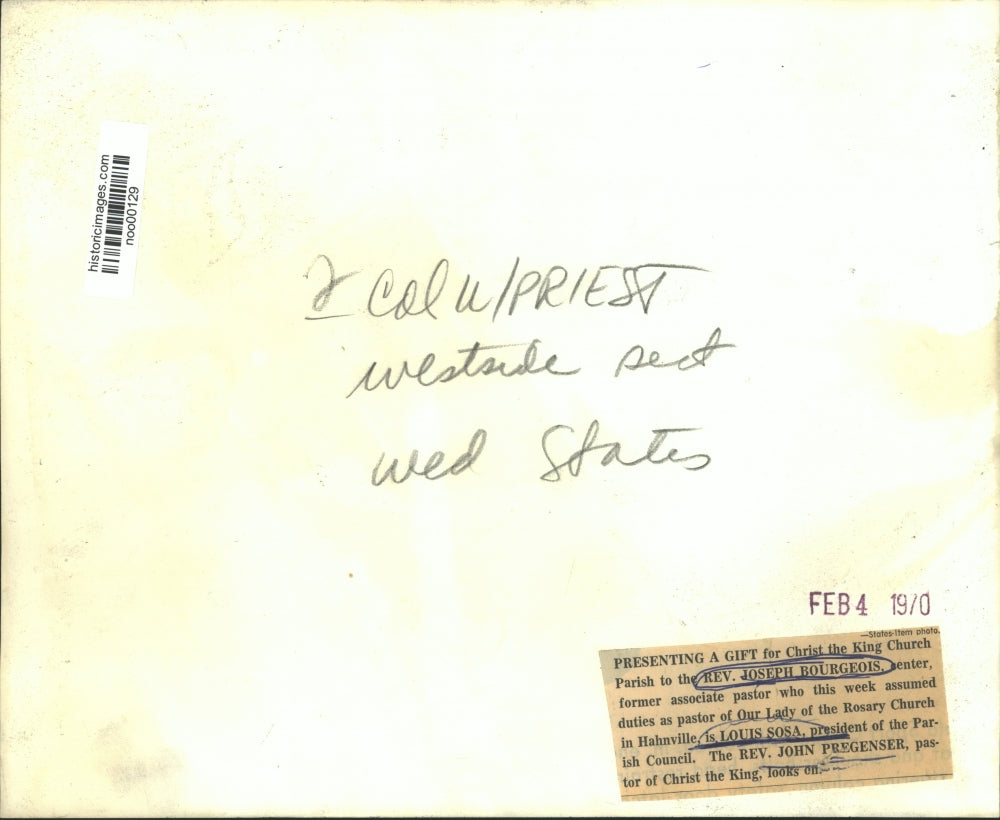 historicimages.com
noo00129
2 Col W/PRIEST
westside sect
wed States
FEB 4 1970
—States-Item photo.
PRESENTING A GIFT for Christ the King Church
Parish to the REV. JOSEPH BOURGEOIS, center,
former associate pastor who this week assumed
duties as pastor of Our Lady of the Rosary Church
in Hahnville, is LOUIS SOSA, president of the Par-
ish Council. The REV. JOHN PREGENSER, pas-
tor of Christ the King, looks on.